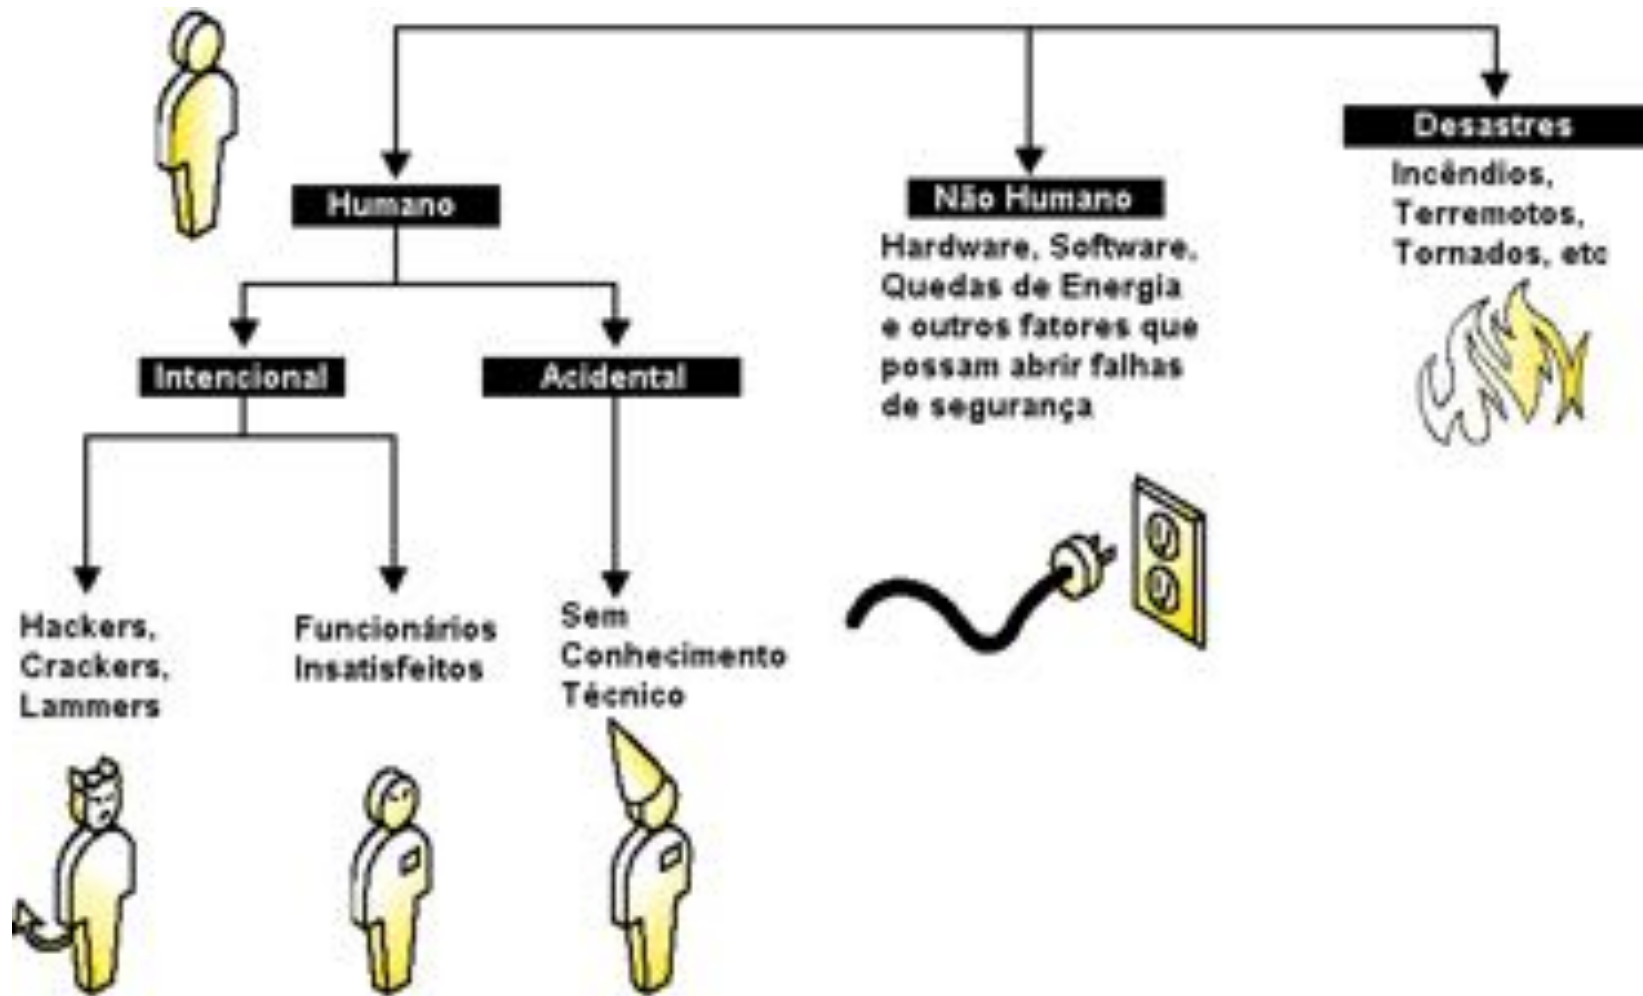 Humano
Intencional
Hackers,
Crackers,
Lammers
Funcionários
Insatisfeitos
Acidental
Sem
Conhecimento
Técnico
Não Humano
Hardware, Software,
Quedas de Energia
e outros fatores que
possam abrir falhas
de segurança
Desastres
Incêndios,
Terremotos,
Tornados, etc